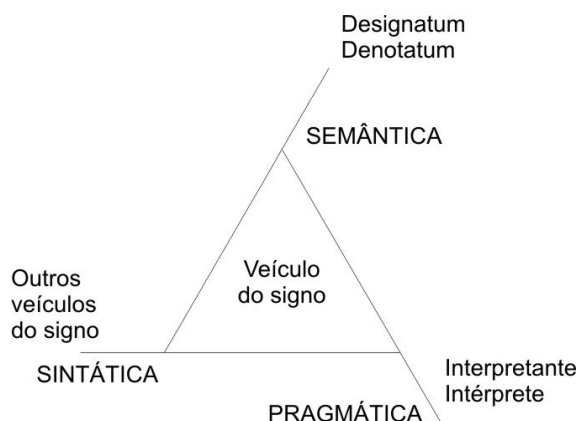 Designatum
Denotatum
SEMÂNTICA
Veículo
do signo
Outros
veículos
do signo
SINTÁTICA
Interpretante
Intérprete
PRAGMÁTICA